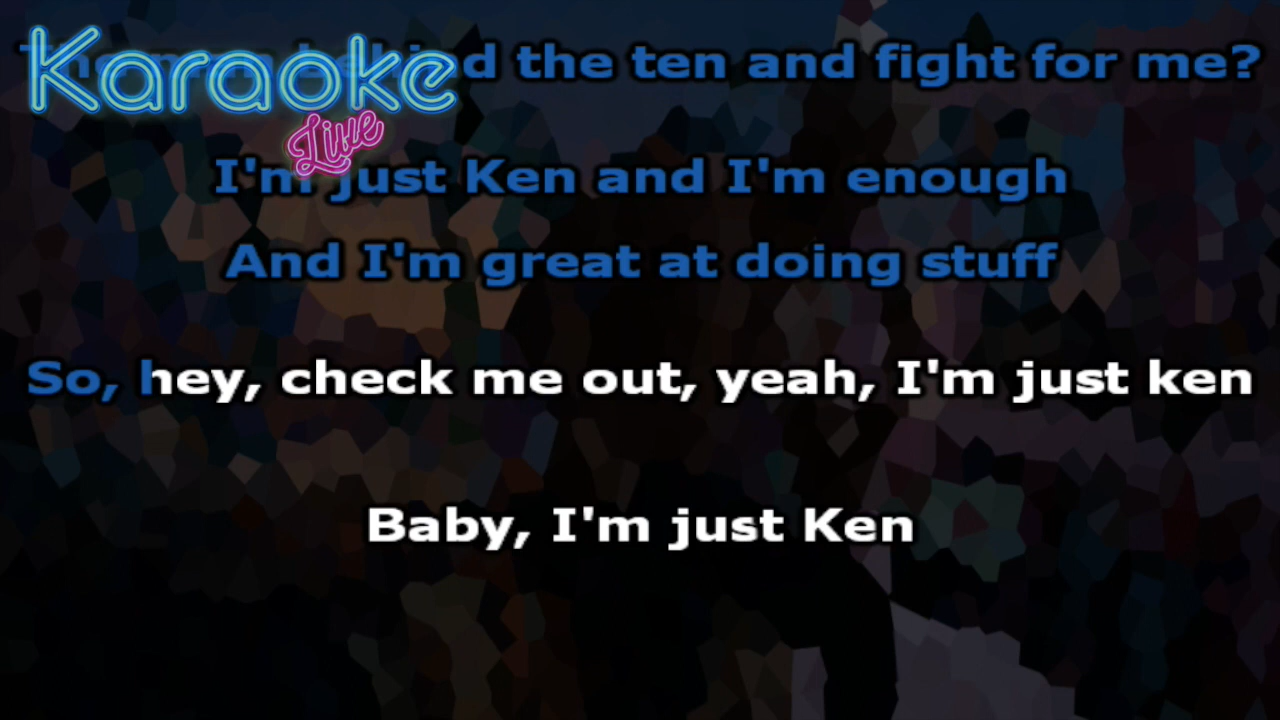 Karaoke
Live
the ten and fight for me?
I'm just Ken and I'm enough
And I'm great at doing stuff
So, hey, check me out, yeah, I'm just ken
Baby, I'm just Ken